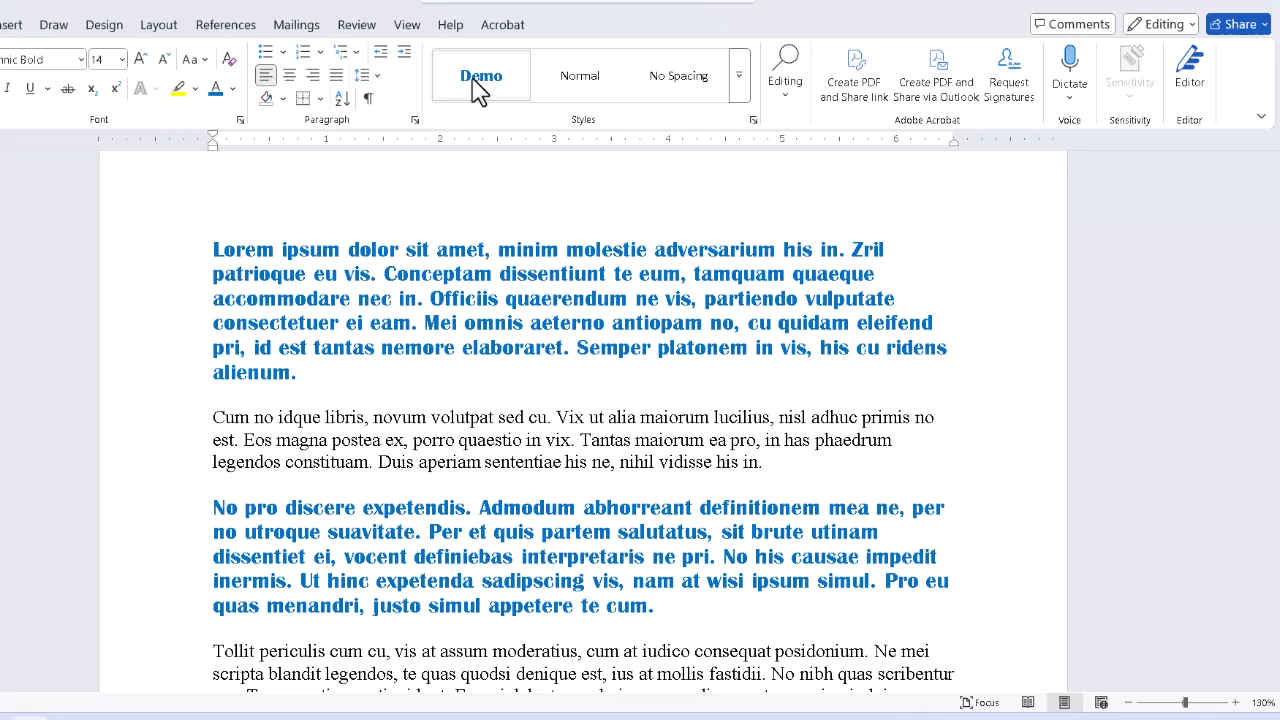 nsert Draw Design Layout References Mailings Review View Help Acrobat Comments Editing Share
nic Bold 14 Aa
Demo Normal No Spacing
Editing
Create PDF and Share link
Create PDF and Share via Outlook
Request Signatures
Dictate
Sensitivity
Editor
Font Paragraph Styles Adobe Acrobat Voice Sensitivity Editor
1 2 3 4 5 6
Lorem ipsum dolor sit amet, minim molestie adversarium his in. Zril
patrioque eu vis. Conceptam dissentiunt te eum, tamquam quaeque
accommodare nec in. Officiis quaerendum ne vis, partiendo vulputate
consectetuer ei eam. Mei omnis aeterno antiopam no, cu quidam eleifend
pri, id est tantas nemore elaboraret. Semper platonem in vis, his cu ridens
alienum.
Cum no idque libris, novum volutpat sed cu. Vix ut alia maiorum lucilius, nisl adhuc primis no
est. Eos magna postea ex, porro quaestio in vix. Tantas maiorum ea pro, in has phaedrum
legendos constituam. Duis aperiam sententiae his ne, nihil vidisse his in.
No pro discere expetendis. Admodum abhorreant definitionem mea ne, per
no utroque suavitate. Per et quis partem salutatus, sit brute utinam
dissentiet ei, vocent definiebas interpretaris ne pri. No his causae impedit
inermis. Ut hinc expetenda sadipscing vis, nam at wisi ipsum simul. Pro eu
quas menandri, justo simul appetere te cum.
Tollit periculis cum cu, vis at assum moderatius, cum at iudico consequat posidonium. Ne mei
scripta blandit legendos, te quas quodsi denique est, ius at mollis fastidii. No nibh quas scribentur
Focus 130%